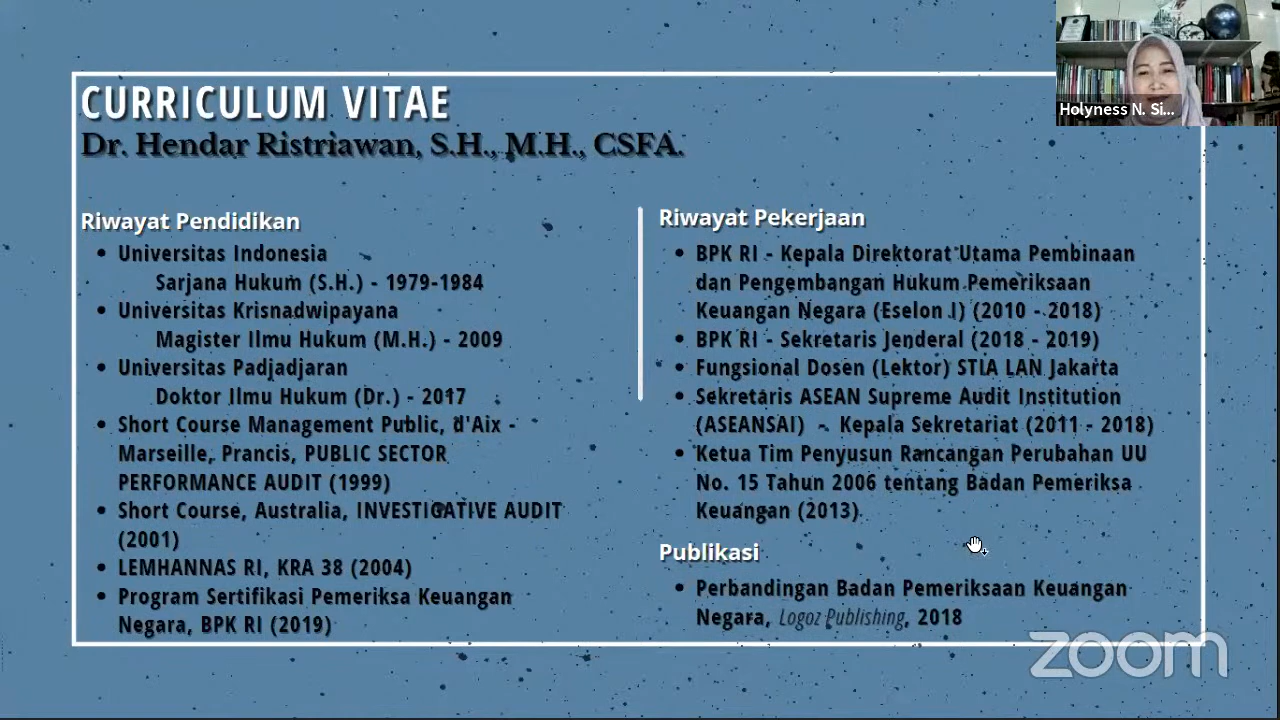 CURRICULUM VITAE
Dr. Hendar Ristriawan, S.H., M.H., CSFA.
Riwayat Pendidikan
Universitas Indonesia
Sarjana Hukum (S.H.) - 1979-1984
Universitas Krisnadwipayana
Magister Ilmu Hukum (M.H.) - 2009
Universitas Padjadjaran
Doktor Ilmu Hukum (Dr.) - 2017
Short Course Management Public, d'Aix -
Marseille, Prancis, PUBLIC SECTOR
PERFORMANCE AUDIT (1999)
Short Course, Australia, INVESTIGATIVE AUDIT
(2001)
LEMHANNAS RI, KRA 38 (2004)
Program Sertifikasi Pemeriksa Keuangan
Negara, BPK RI (2019)
Riwayat Pekerjaan
BPK RI - Kepala Direktorat Utama Pembinaan
dan Pengembangan Hukum Pemeriksaan
Keuangan Negara (Eselon I) (2010 - 2018)
BPK RI - Sekretaris Jenderal (2018 - 2019)
Fungsional Dosen (Lektor) STIA LAN Jakarta
Sekretaris ASEAN Supreme Audit Institution
(ASEANSAI) - Kepala Sekretariat (2011 - 2018)
Ketua Tim Penyusun Rancangan Perubahan UU
No. 15 Tahun 2006 tentang Badan Pemeriksa
Keuangan (2013)
Publikasi
Perbandingan Badan Pemeriksaan Keuangan
Negara, Logoz Publishing, 2018
Holyness N. Si...
zoom